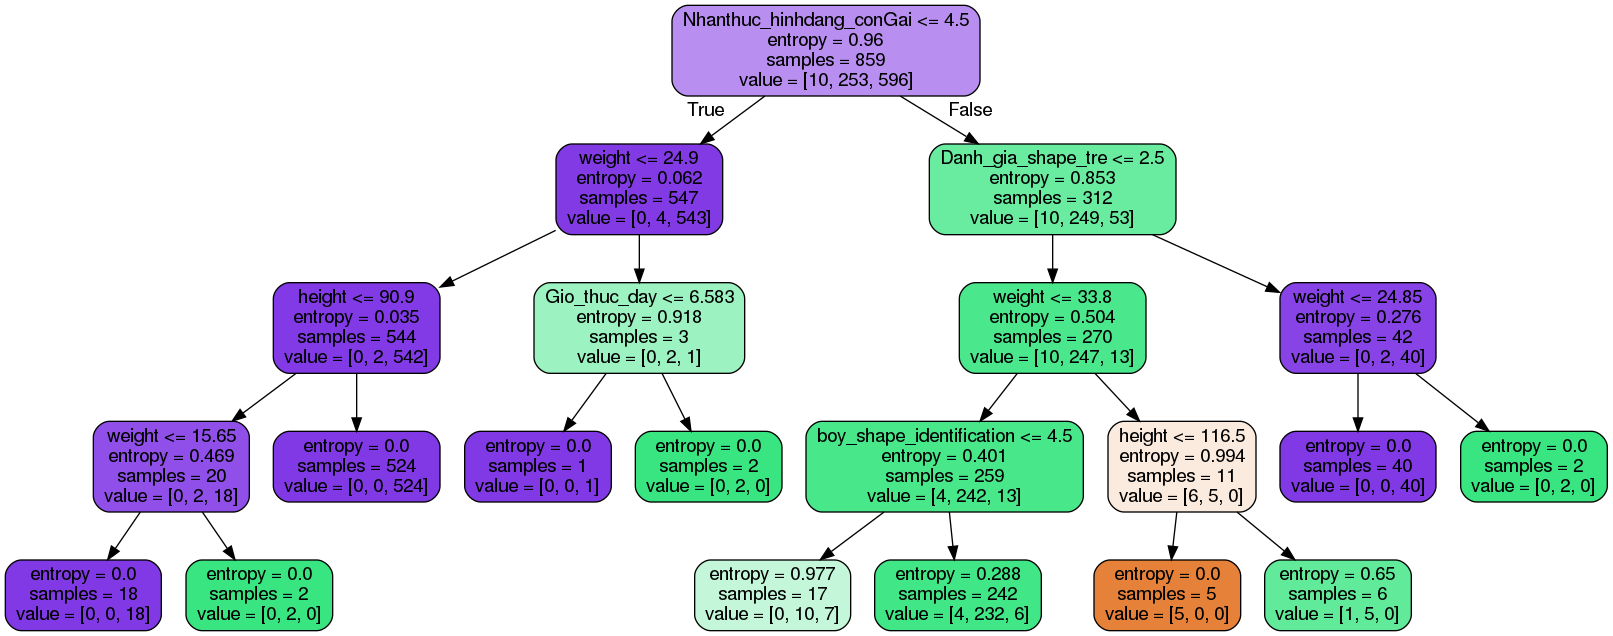 Nhanthuc_hinhdang_conGai <= 4.5
entropy = 0.96
samples = 859
value = [10, 253, 596]
True
False
weight <= 24.9
entropy = 0.062
samples = 547
value = [0, 4, 543]
Danh_gia_shape_tre <= 2.5
entropy = 0.853
samples = 312
value = [10, 249, 53]
height <= 90.9
entropy = 0.035
samples = 544
value = [0, 2, 542]
Gio_thuc_day <= 6.583
entropy = 0.918
samples = 3
value = [0, 2, 1]
weight <= 33.8
entropy = 0.504
samples = 270
value = [10, 247, 13]
weight <= 24.85
entropy = 0.276
samples = 42
value = [0, 2, 40]
weight <= 15.65
entropy = 0.469
samples = 20
value = [0, 2, 18]
entropy = 0.0
samples = 524
value = [0, 0, 524]
entropy = 0.0
samples = 1
value = [0, 0, 1]
entropy = 0.0
samples = 2
value = [0, 2, 0]
boy_shape_identification <= 4.5
entropy = 0.401
samples = 259
value = [4, 242, 13]
height <= 116.5
entropy = 0.994
samples = 11
value = [6, 5, 0]
entropy = 0.0
samples = 40
value = [0, 0, 40]
entropy = 0.0
samples = 2
value = [0, 2, 0]
entropy = 0.0
samples = 18
value = [0, 0, 18]
entropy = 0.0
samples = 2
value = [0, 2, 0]
entropy = 0.977
samples = 17
value = [0, 10, 7]
entropy = 0.288
samples = 242
value = [4, 232, 6]
entropy = 0.0
samples = 5
value = [5, 0, 0]
entropy = 0.65
samples = 6
value = [1, 5, 0]